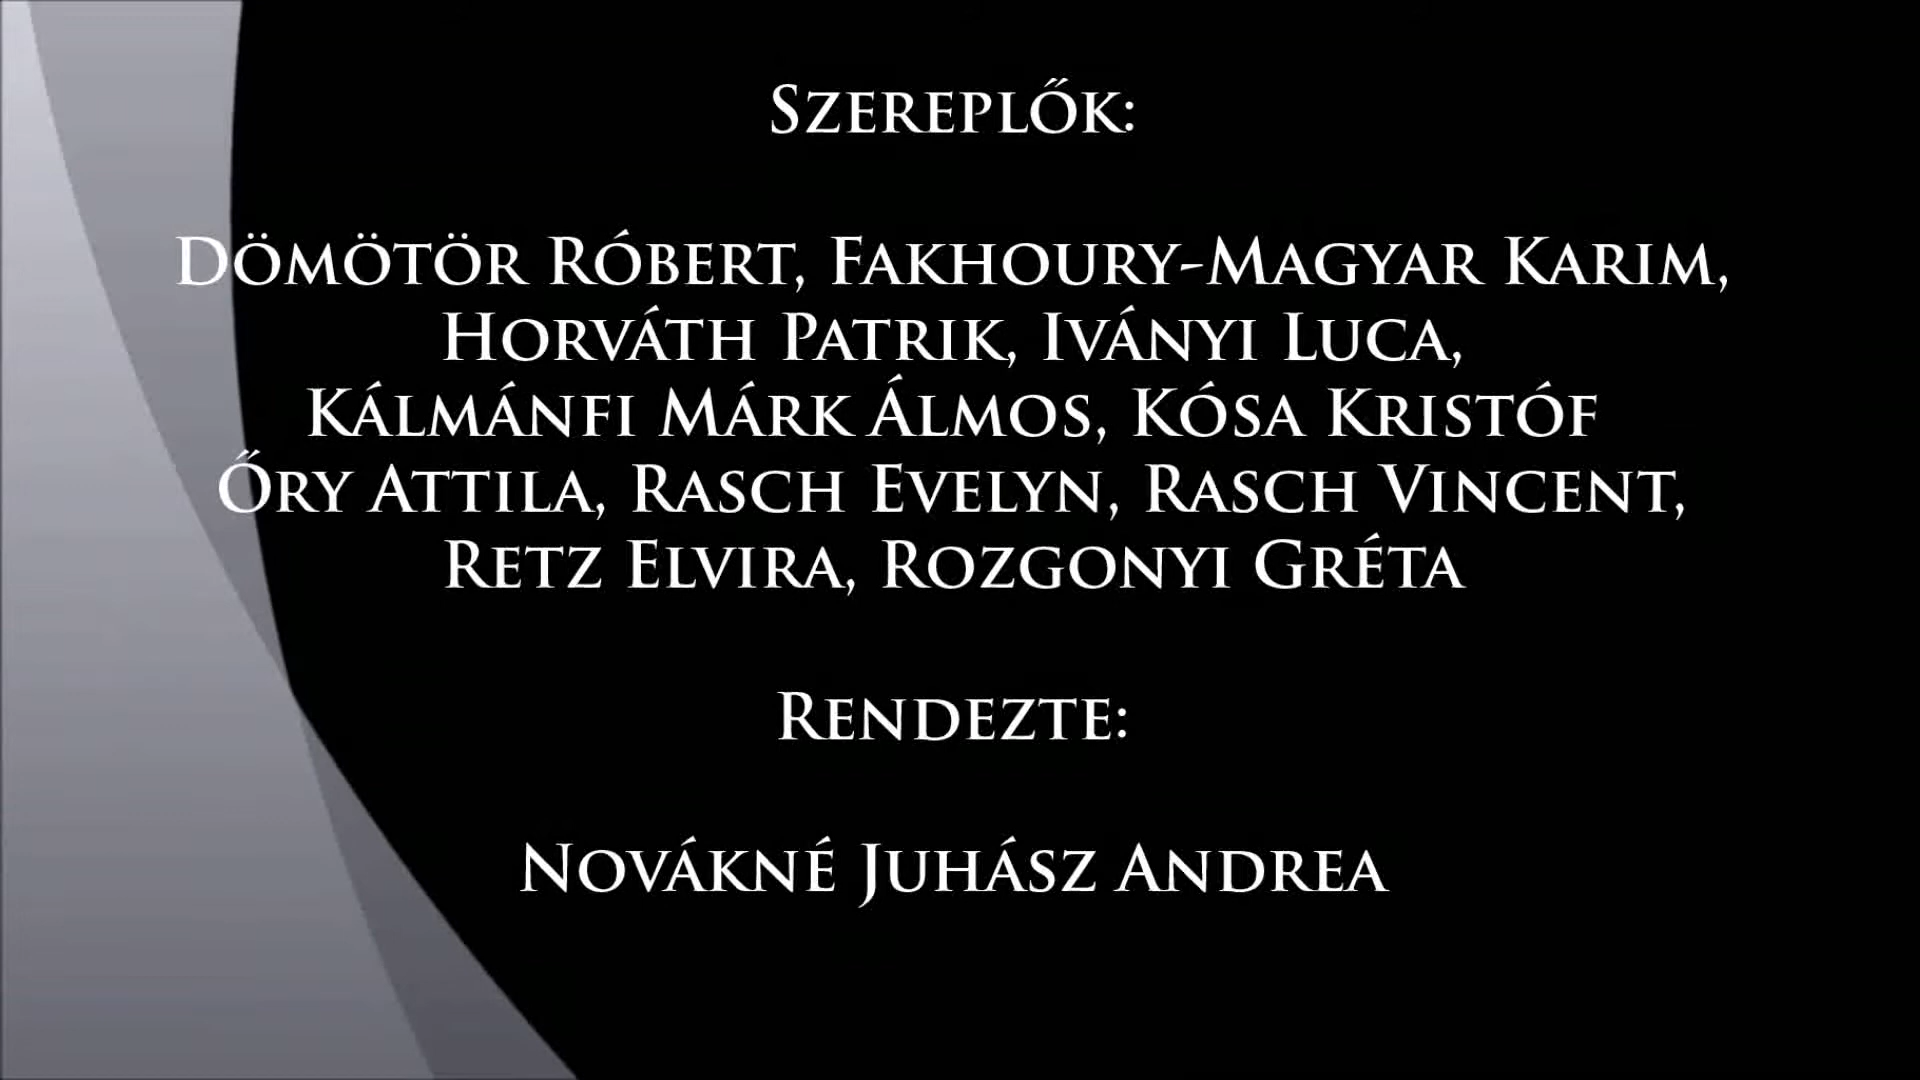 Szereplők:
Dömötör Róbert, Fakhoury-Magyar Karim,
Horváth Patrik, Iványi Luca,
Kálmánfi Márk Álmos, Kósa Kristóf
Őry Attila, Rasch Evelyn, Rasch Vincent,
Retz Elvira, Rozgonyi Gréta
Rendezte:
Novákné Juhász Andrea